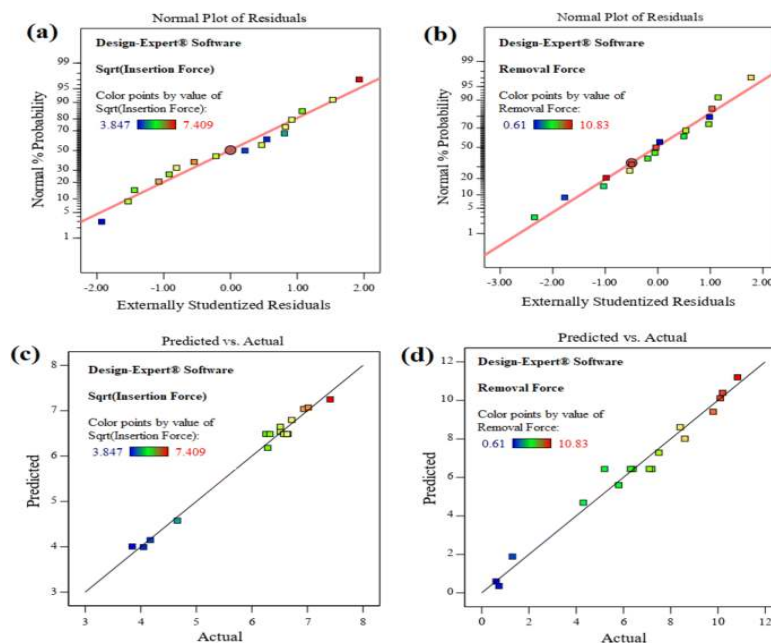 Normal Plot of Residuals
(a)
Design-Expert® Software
Sqrt(Insertion Force)
Color points by value of
Sqrt(Insertion Force):
3.847 7.409
Normal % Probability
99
95
90
80
70
50
30
20
10
5
1
-2.00 -1.00 0.00 1.00 2.00
Externally Studentized Residuals
Normal Plot of Residuals
(b)
Design-Expert® Software
Removal Force
Color points by value of
Removal Force:
0.61 10.83
Normal % Probability
99
95
90
80
70
50
30
20
10
5
1
-3.00 -2.00 -1.00 0.00 1.00 2.00
Externally Studentized Residuals
Predicted vs. Actual
(c)
Design-Expert® Software
Sqrt(Insertion Force)
Color points by value of
Sqrt(Insertion Force):
3.847 7.409
Predicted
8
7
6
5
4
3
3 4 5 6 7 8
Actual
Predicted vs. Actual
(d)
Design-Expert® Software
Removal Force
Color points by value of
Removal Force:
0.61 10.83
Predicted
12
10
8
6
4
2
0
0 2 4 6 8 10 12
Actual